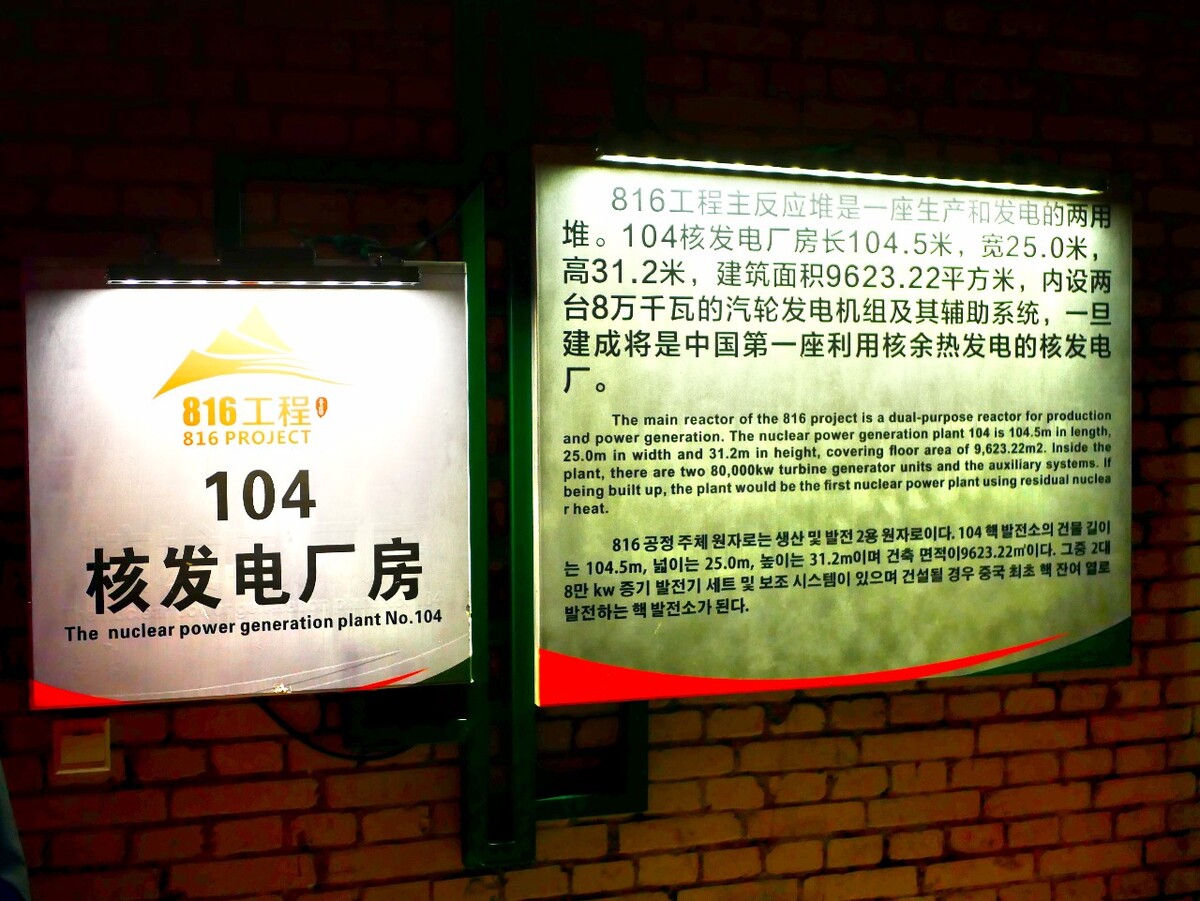 816工程
816 PROJECT
104
核发电厂房
The nuclear power generation plant No.104
816工程主反应堆是一座生产和发电的两用
堆。104核发电厂房长104.5米，宽25.0米，
高31.2米，建筑面积9623.22平方米，内设两
台8万千瓦的汽轮发电机组及其辅助系统，一旦
建成将是中国第一座利用核余热发电的核发电
厂。
The main reactor of the 816 project is a dual-purpose reactor for production
and power generation. The nuclear power generation plant 104 is 104.5m in length,
25.0m in width and 31.2m in height, covering floor area of 9,623.22m2. Inside the
plant, there are two 80,000kw turbine generator units and the auxiliary systems. If
being built up, the plant would be the first nuclear power plant using residual nuclea
r heat.
816 공정 주체 원자로는 생산 및 발전 2용 원자로이다. 104 핵 발전소의 건물 길이
는 104.5m, 넓이는 25.0m, 높이는 31.2m이며 건축 면적이9623.22㎡이다. 그중 2대
8만 kw 증기 발전기 세트 및 보조 시스템이 있으며 건설될 경우 중국 최초 핵 잔여 열로
발전하는 핵 발전소가 된다.